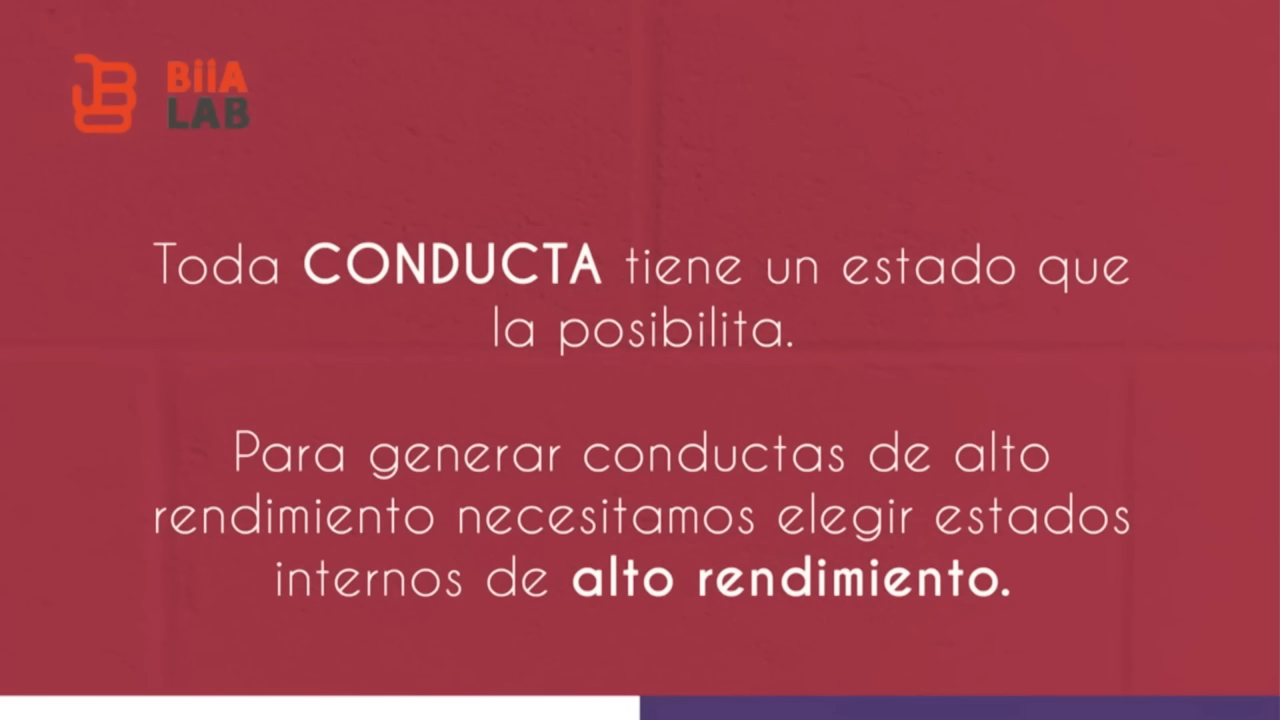 BiiA
LAB
Toda CONDUCTA tiene un estado que
la posibilita.
Para generar conductas de alto
rendimiento necesitamos elegir estados
internos de alto rendimiento.